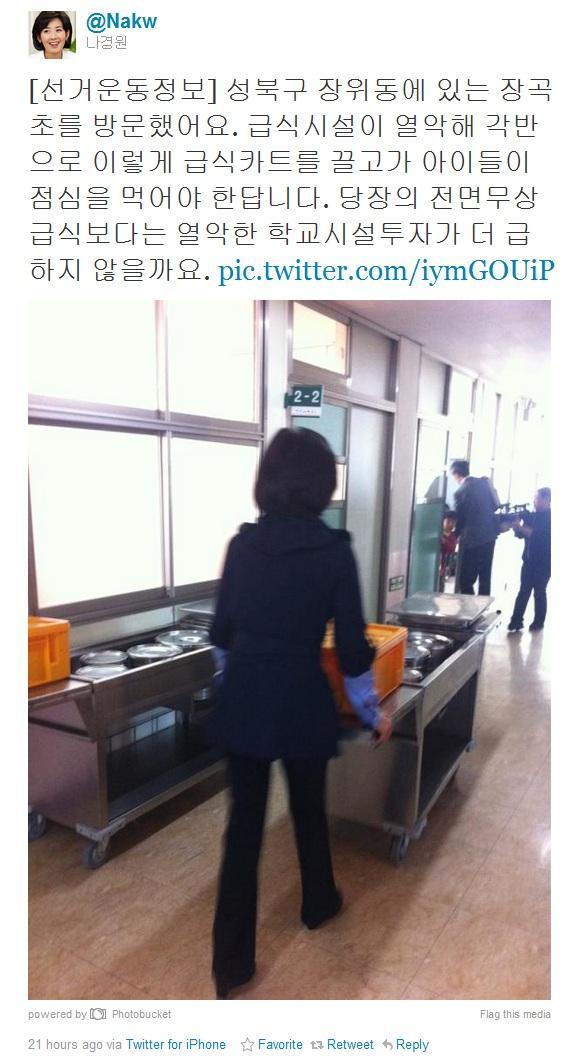 @Nakw
나경원
[선거운동정보] 성북구 장위동에 있는 장곡
초를 방문했어요. 급식시설이 열악해 각반
으로 이렇게 급식카트를 끌고가 아이들이
점심을 먹어야 한답니다. 당장의 전면무상
급식보다는 열악한 학교시설투자가 더 급
하지 않을까요. pic.twitter.com/iymGOUiP
2-2
powered by Photobucket
Flag this media
21 hours ago via Twitter for iPhone Favorite Retweet Reply